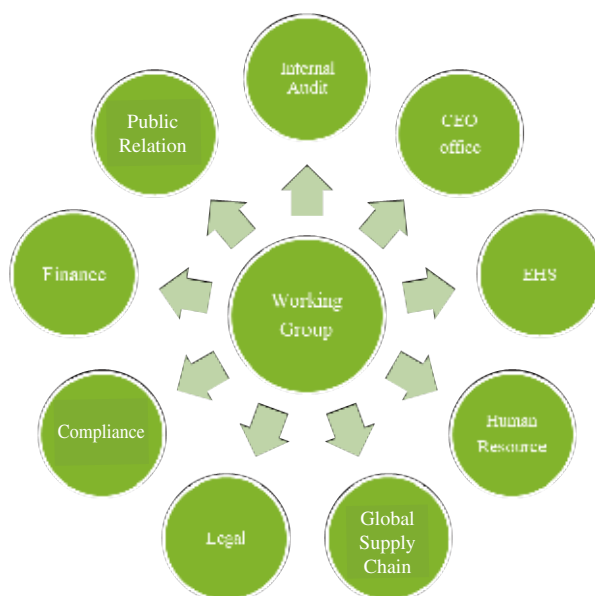 Internal
Audit
CEO
office
EHS
Human
Resource
Global
Supply
Chain
Legal
Compliance
Finance
Public
Relation
Working
Group